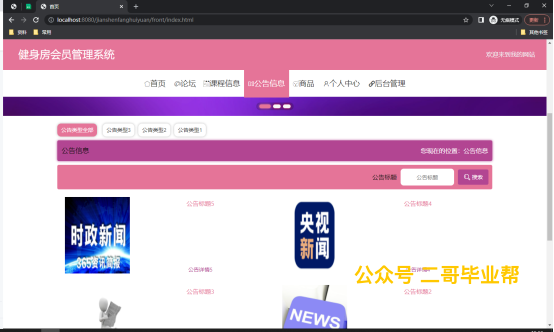 首页
localhost:8080/jianshenfanghuiyuan/front/index.html
无痕模式
更新
资料
常用
其他书签
健身房会员管理系统
欢迎来到我的网站
首页
论坛
课程信息
公告信息
商品
个人中心
后台管理
公告类型全部
公告类型3
公告类型2
公告类型1
公告信息
您现在的位置：公告信息
公告标题
公告标题
搜索
时政新闻
365资讯简报
公告标题5
公告详情5
央视
新闻
公告标题4
公众号 二哥毕业帮
公告标题3
NEWS
公告标题2